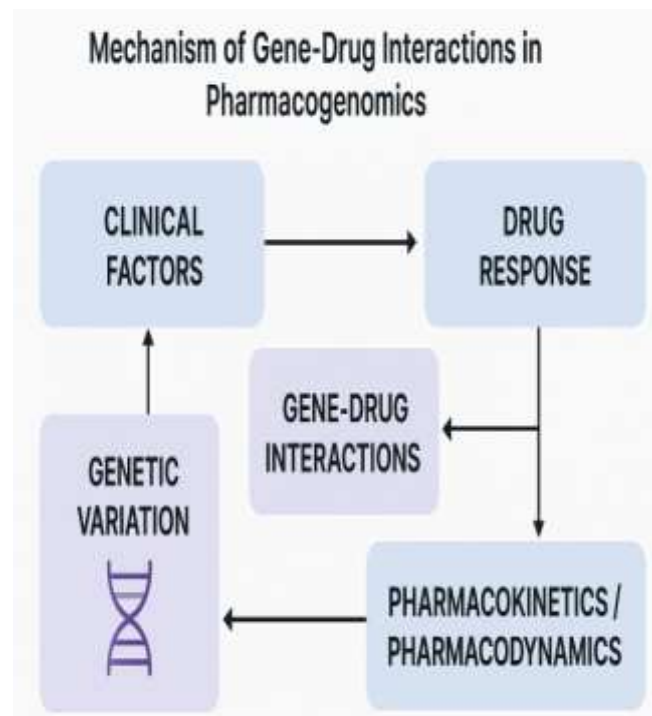 Mechanism of Gene-Drug Interactions in
Pharmacogenomics
CLINICAL
FACTORS
DRUG
RESPONSE
GENE-DRUG
INTERACTIONS
GENETIC
VARIATION
PHARMACOKINETICS /
PHARMACODYNAMICS